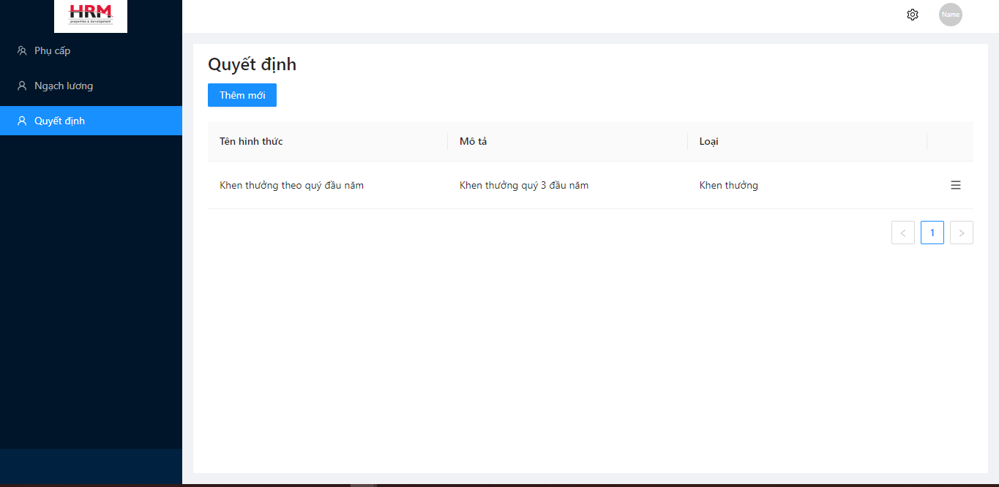 HRM
properties & development
Name
Phụ cấp
Ngạch lương
Quyết định
Quyết định
Thêm mới
Tên hình thức
Mô tả
Loại
Khen thưởng theo quý đầu năm
Khen thưởng quý 3 đầu năm
Khen thưởng
1